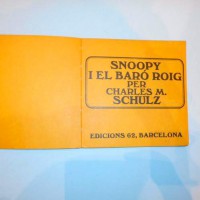 SNOOPY
I EL BARÓ ROIG
PER
CHARLES M.
SCHULZ
EDICIONS 62, BARCELONA